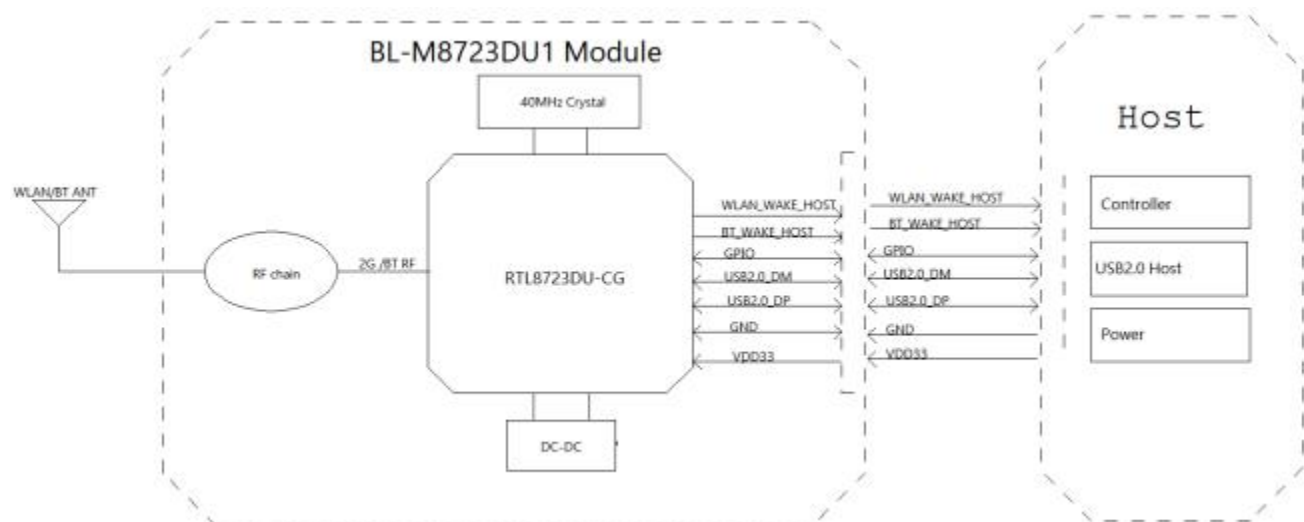 BL-M8723DU1 Module
40MHz Crystal
Host
WLAN/BT ANT
RF chain
2G /BT RF
RTL8723DU-CG
WLAN_WAKE_HOST
BT_WAKE_HOST
GPIO
USB2.0_DM
USB2.0_DP
GND
VDD33
WLAN_WAKE_HOST
BT_WAKE_HOST
GPIO
USB2.0_DM
USB2.0_DP
GND
VDD33
Controller
USB2.0 Host
Power
DC-DC